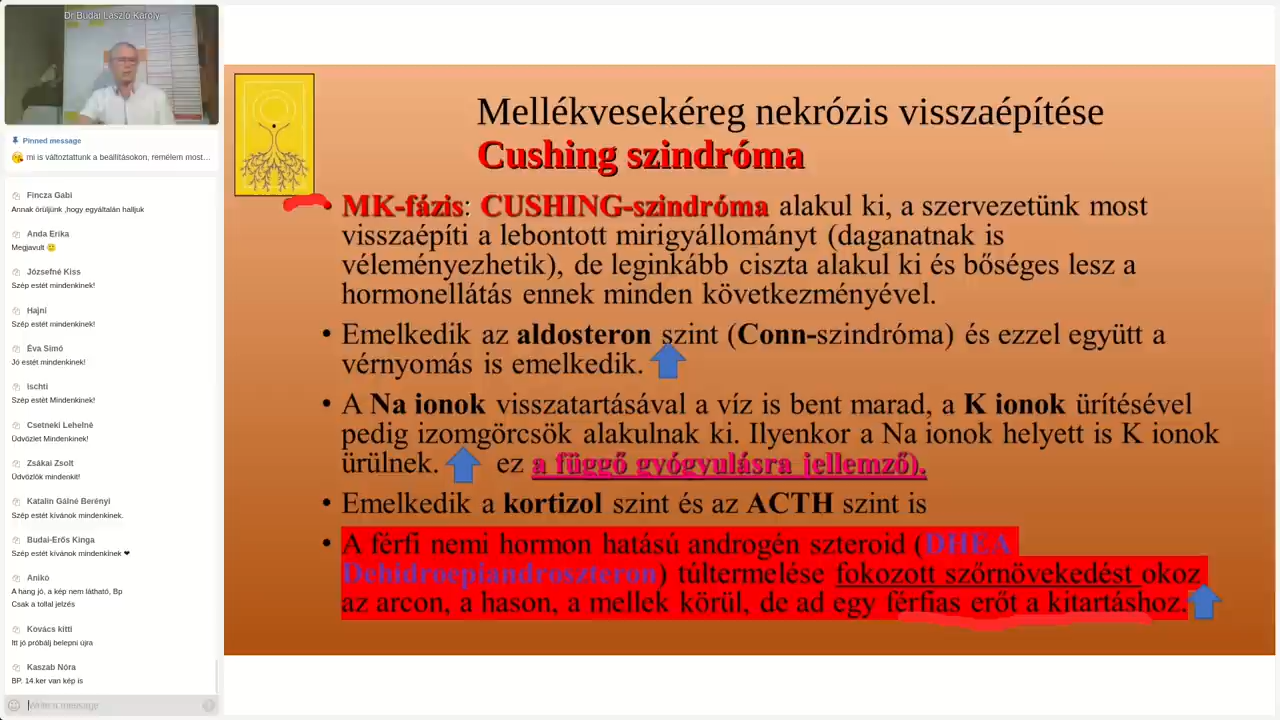 Dr Budai László Károly
Pinned message
mi is változtattunk a beállításokon, remélem most...
Fincza Gabi
Annak örüljünk ,hogy egyáltalán halljuk
Anda Erika
Megjavult 🙂
Józsefné Kiss
Szép estét mindenkinek!
Hajni
Szép estét mindenkinek!
Éva Simó
Jó estét mindenkinek!
ischti
Szép estét Mindenkinek!
Csetneki Lehelné
Üdvözlet Mindenkinek!
Zsákai Zsolt
Üdvözlök mindenkit!
Katalin Gálné Berényi
Szép estét kívánok mindenkinek.
Budai-Erős Kinga
Szép estét kívánok mindenkinek ❤
Anikó
A hang jó, a kép nem látható, Bp
Csak a tollal jelzés
Kovács kitti
Itt jó próbálj belepni újra
Kaszab Nóra
BP. 14.ker van kép is
Write a message
Mellékvesekéreg nekrózis visszaépítése
Cushing szindróma
• MK-fázis: CUSHING-szindróma alakul ki, a szervezetünk most
visszaépíti a lebontott mirigyállományt (daganatnak is
véleményezhetik), de leginkább ciszta alakul ki és bőséges lesz a
hormonellátás ennek minden következményével.
• Emelkedik az aldosteron szint (Conn-szindróma) és ezzel együtt a
vérnyomás is emelkedik.
• A Na ionok visszatartásával a víz is bent marad, a K ionok ürítésével
pedig izomgörcsök alakulnak ki. Ilyenkor a Na ionok helyett is K ionok
ürülnek. ez a függő gyógyulásra jellemző).
• Emelkedik a kortizol szint és az ACTH szint is
• A férfi nemi hormon hatású androgén szteroid (DHEA
Dehidroepiandroszteron) túltermelése fokozott szőrnövekedést okoz
az arcon, a hason, a mellek körül, de ad egy férfias erőt a kitartáshoz.